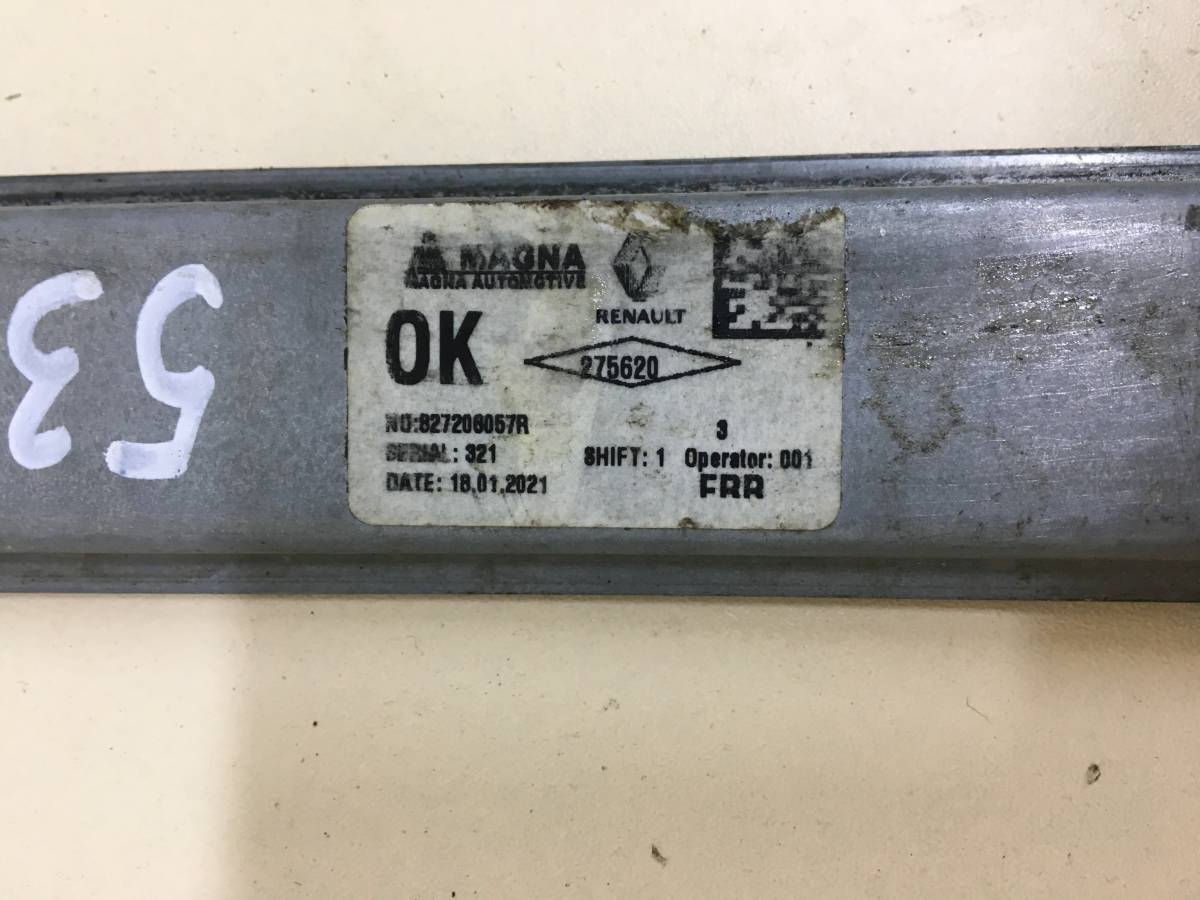 53
MAGNA
MAGNA AUTOMOTIVE
RENAULT
OK
275620
NO:827206057R
3
SERIAL: 321
SHIFT: 1 Operator: 001
DATE: 18.01.2021